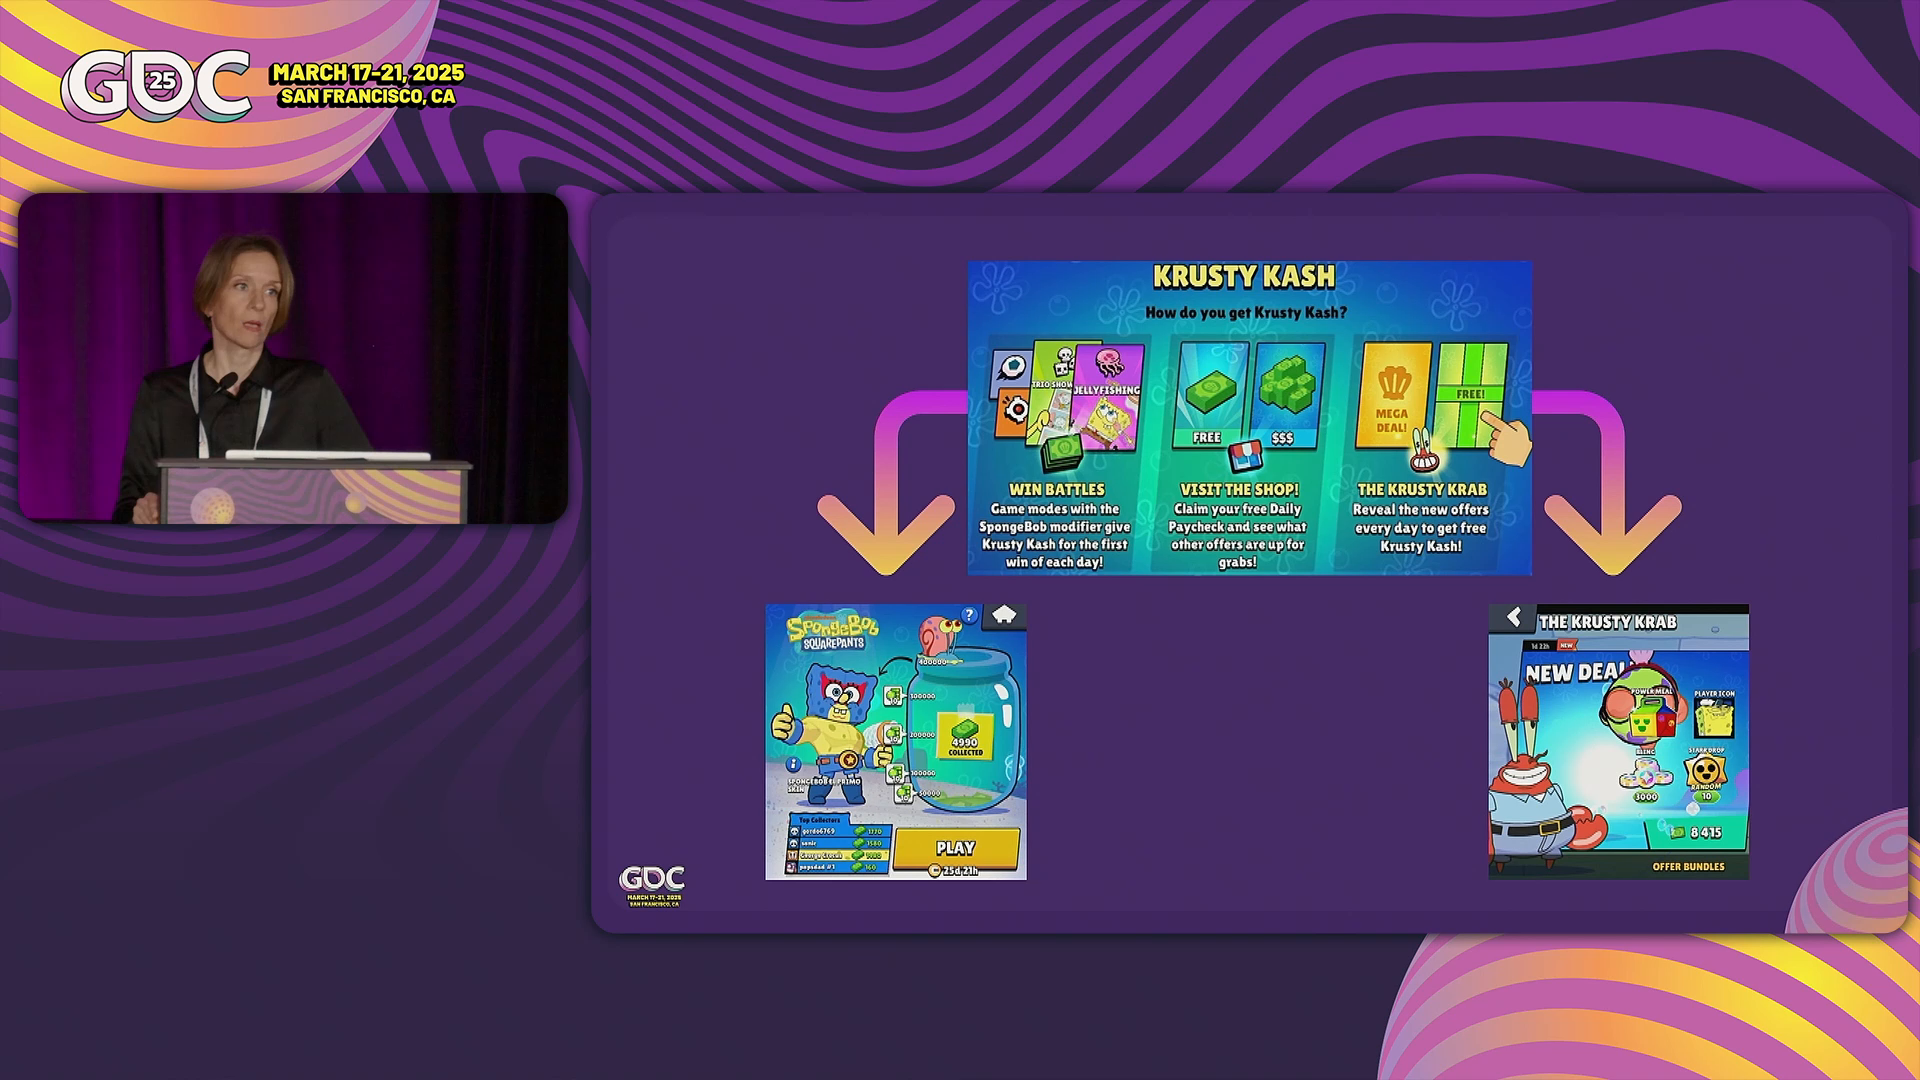 GDC
'25
MARCH 17-21, 2025
SAN FRANCISCO, CA
KRUSTY KASH
How do you get Krusty Kash?
TRIO SHOW
JELLYFISHING
FREE
$$$
MEGA
DEAL!
FREE!
WIN BATTLES
Game modes with the
SpongeBob modifier give
Krusty Kash for the first
win of each day!
VISIT THE SHOP!
Claim your free Daily
Paycheck and see what
other offers are up for
grabs!
THE KRUSTY KRAB
Reveal the new offers
every day to get free
Krusty Kash!
SpongeBob
SQUAREPANTS
?
400000
300000
200000
100000
50000
4990
COLLECTED
i
SPONGEBOB EL PRIMO
SKIN
Top Collectors
gordo6769
1770
sonic
1580
popsdad #1
160
PLAY
25d 21h
THE KRUSTY KRAB
1d 22h
NEW
NEW DEAL
POWER MEAL
PLAYER ICON
BLING
3000
STARR DROP
RANDOM
10
8 415
OFFER BUNDLES
GDC
MARCH 17-21, 2025
SAN FRANCISCO, CA